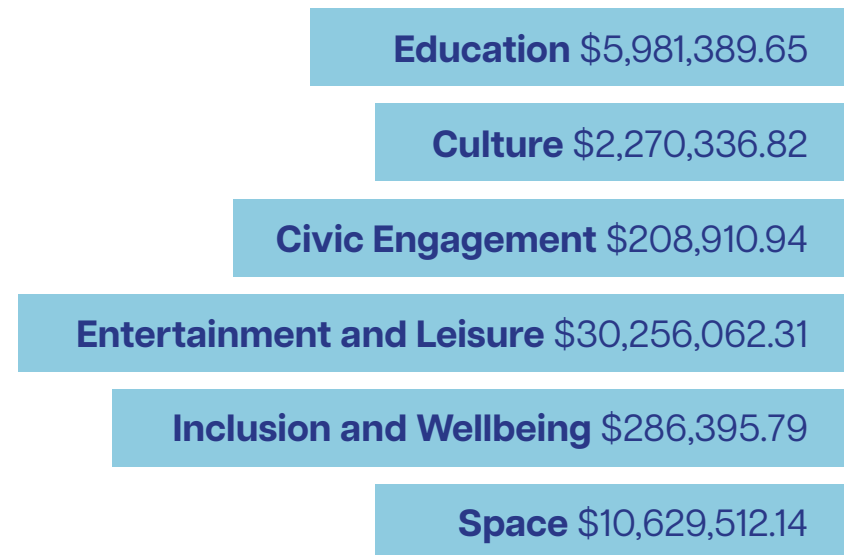 Education $5,981,389.65
Culture $2,270,336.82
Civic Engagement $208,910.94
Entertainment and Leisure $30,256,062.31
Inclusion and Wellbeing $286,395.79
Space $10,629,512.14